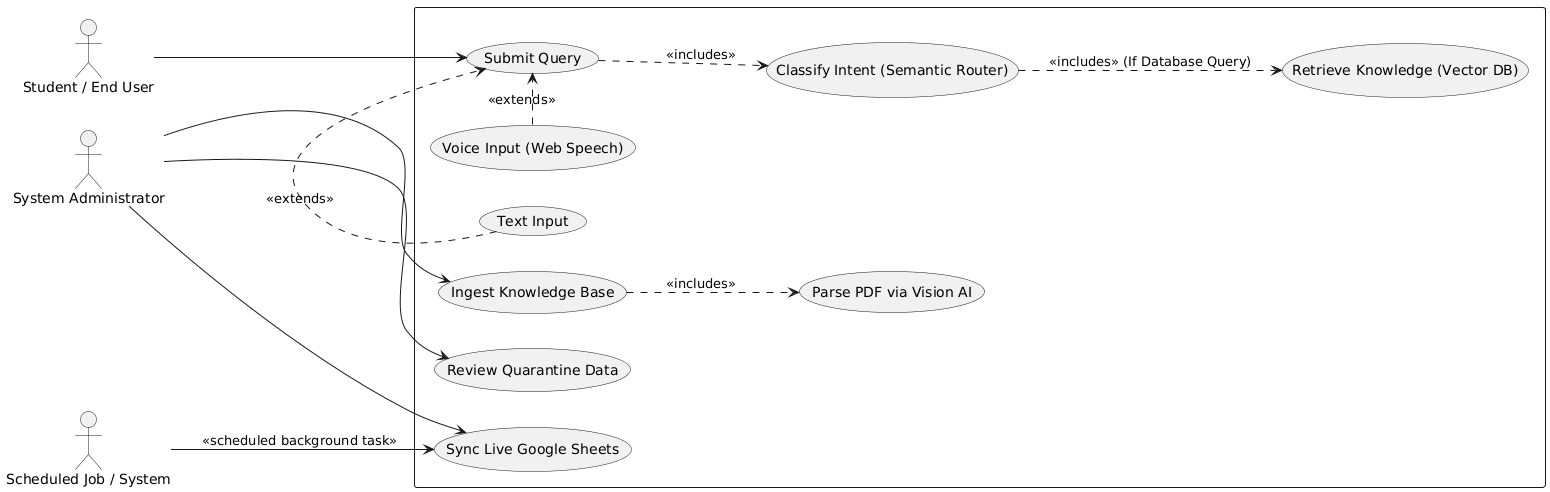 Submit Query
«includes»
Classify Intent (Semantic Router)
«includes» (If Database Query)
Retrieve Knowledge (Vector DB)
Student / End User
«extends»
Voice Input (Web Speech)
System Administrator
«extends»
Text Input
Ingest Knowledge Base
«includes»
Parse PDF via Vision AI
Review Quarantine Data
Scheduled Job / System
«scheduled background task»
Sync Live Google Sheets